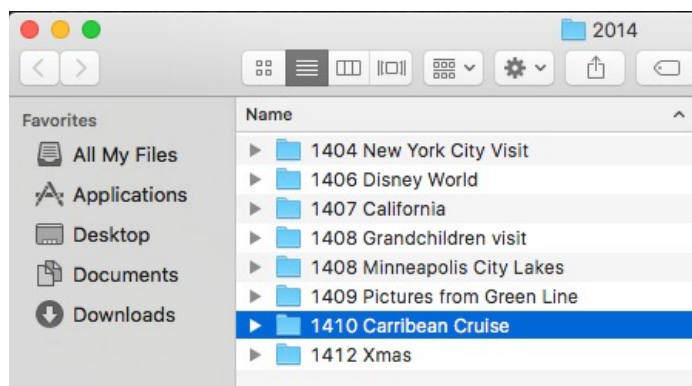 2014
Favorites
All My Files
Applications
Desktop
Documents
Downloads
Name
1404 New York City Visit
1406 Disney World
1407 California
1408 Grandchildren visit
1408 Minneapolis City Lakes
1409 Pictures from Green Line
1410 Carribean Cruise
1412 Xmas